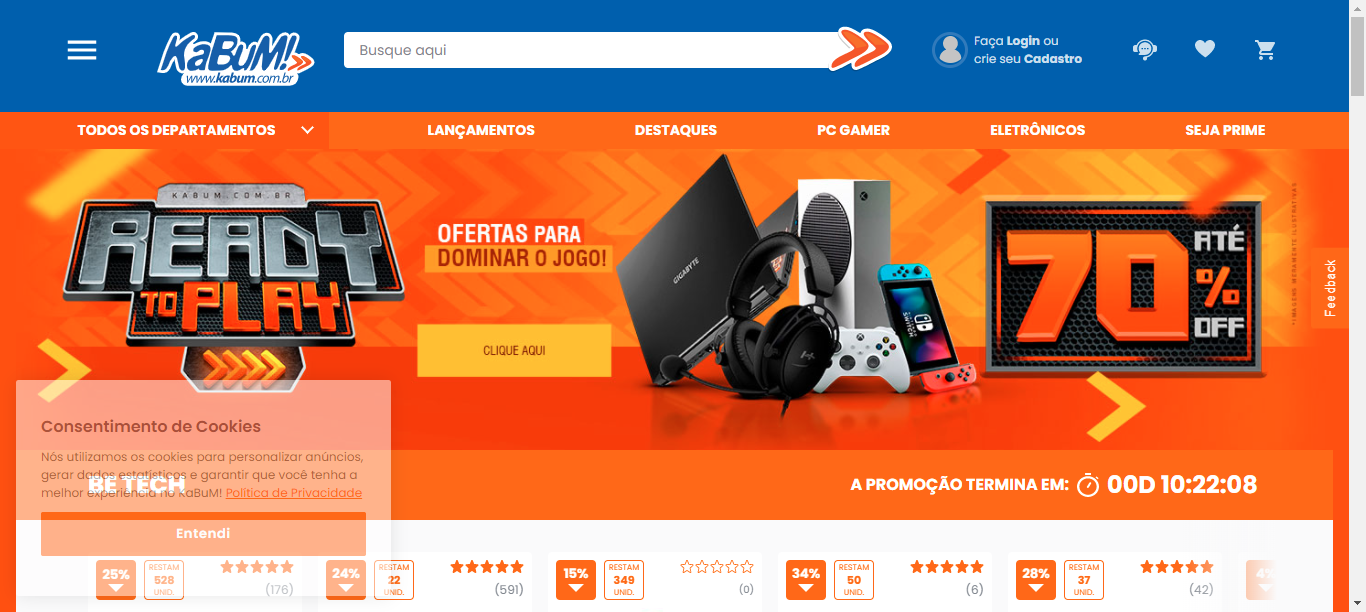 KaBuM!
www.kabum.com.br
Busque aqui
Faça Login ou
crie seu Cadastro
TODOS OS DEPARTAMENTOS
LANÇAMENTOS
DESTAQUES
PC GAMER
ELETRÔNICOS
SEJA PRIME
KABUM.COM.BR
READY
TO PLAY
OFERTAS PARA
DOMINAR O JOGO!
CLIQUE AQUI
GIGABYTE
SWITCH
ATÉ
70%
OFF
*IMAGENS MERAMENTE ILUSTRATIVAS
Feedback
Consentimento de Cookies
Nós utilizamos os cookies para personalizar anúncios,
gerar dados estatísticos e garantir que você tenha a
melhor experiência no KaBuM! Política de Privacidade
Entendi
BE TECH
A PROMOÇÃO TERMINA EM: 00D 10:22:08
25%
RESTAM
528
UNID.
(176)
24%
RESTAM
22
UNID.
(591)
15%
RESTAM
349
UNID.
(0)
34%
RESTAM
50
UNID.
(6)
28%
RESTAM
37
UNID.
(42)
4%